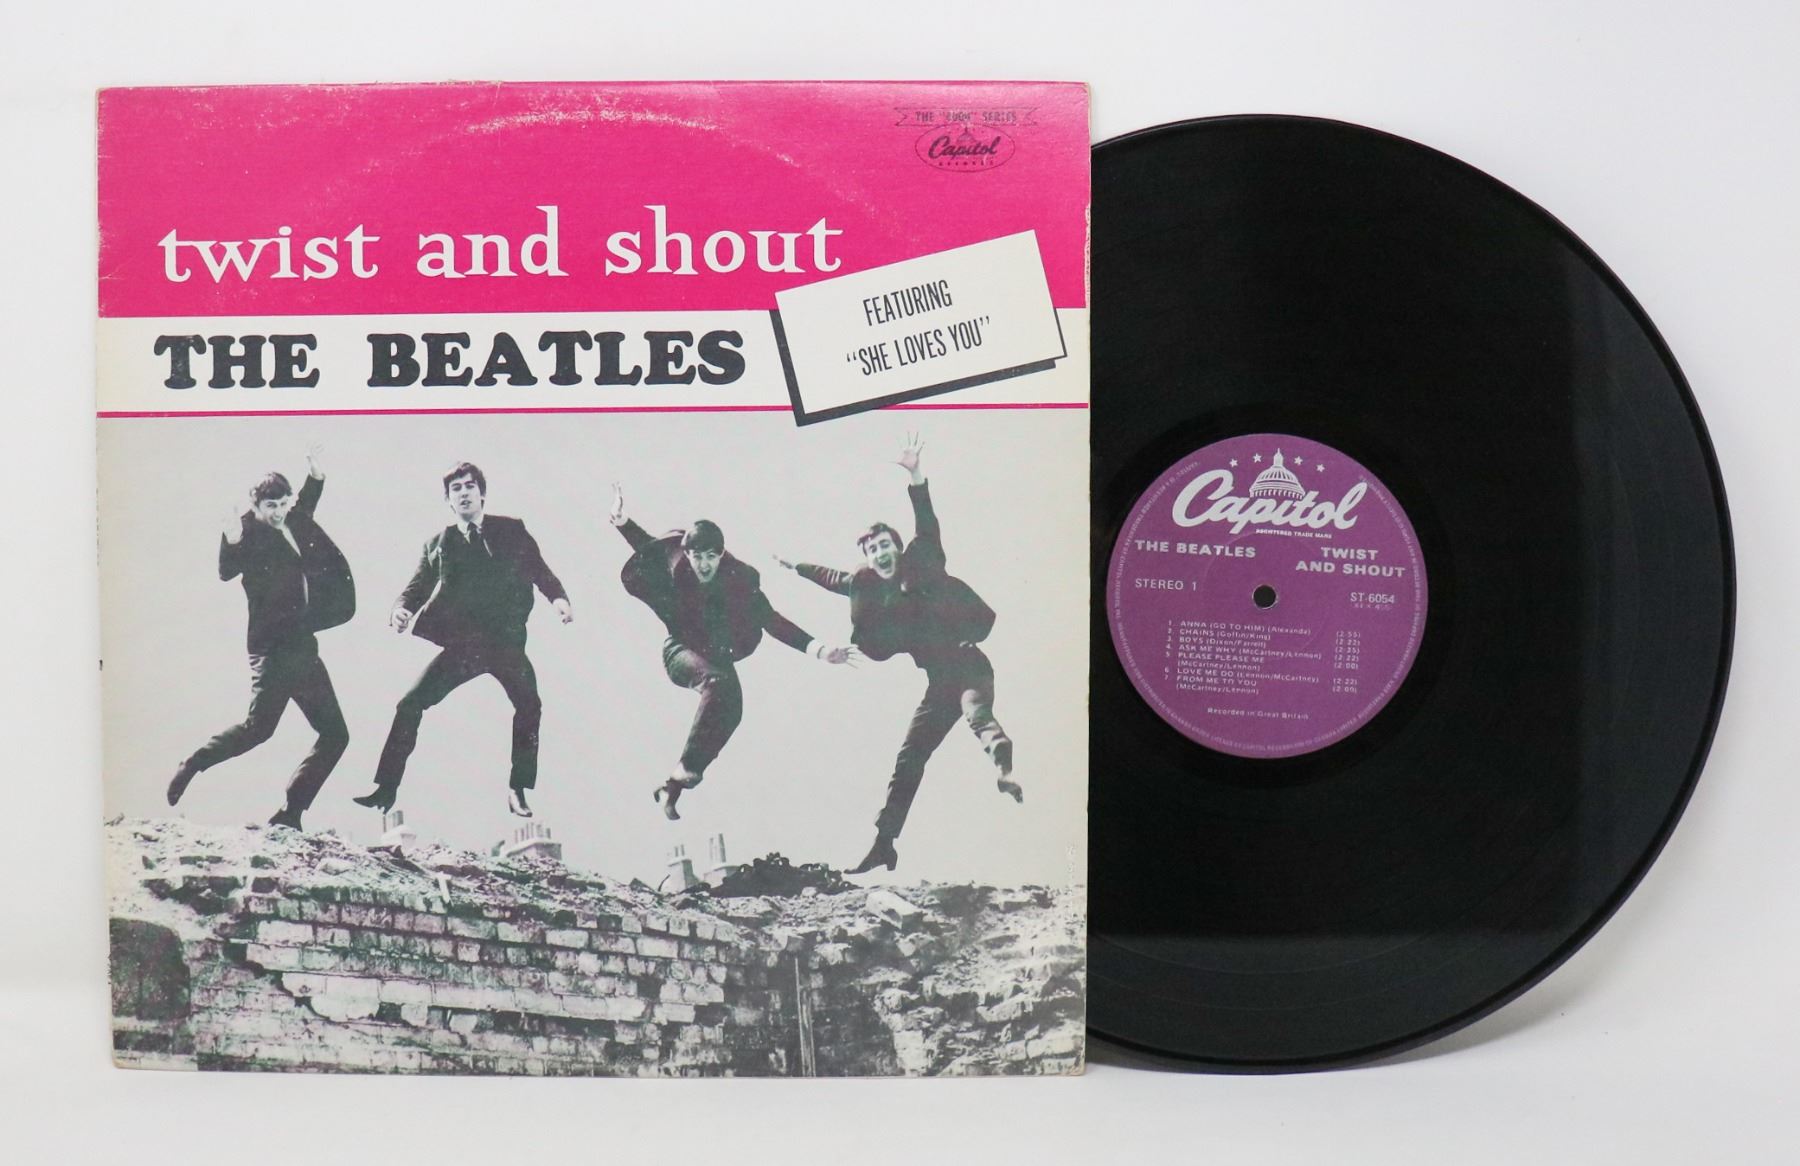 THE "6000" SERIES
Capitol
RECORDS
twist and shout
FEATURING
"SHE LOVES YOU"
THE BEATLES
Capitol
REGISTERED TRADE MARK
THE BEATLES
TWIST
AND SHOUT
STEREO 1
ST-6054
1. ANNA (GO TO HIM) (Alexanda) (2:55)
2. CHAINS (Goffin/King) (2:22)
3. BOYS (Dixon/Farrell) (2:25)
4. ASK ME WHY (McCartney/Lennon) (2:22)
5. PLEASE PLEASE ME (2:00)
(McCartney/Lennon)
6. LOVE ME DO (Lennon/McCartney) (2:22)
7. FROM ME TO YOU (2:00)
(McCartney/Lennon)
Recorded in Great Britain